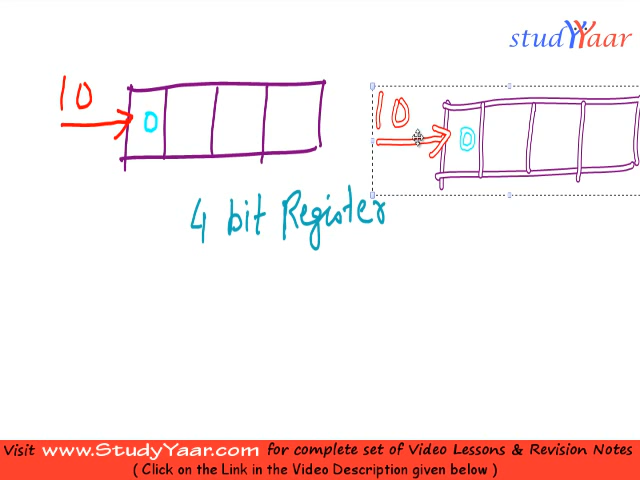 studYYaar
10
10
0
0
4 bit Register
Visit www.StudyYaar.com for complete set of Video Lessons & Revision Notes
( Click on the Link in the Video Description given below )